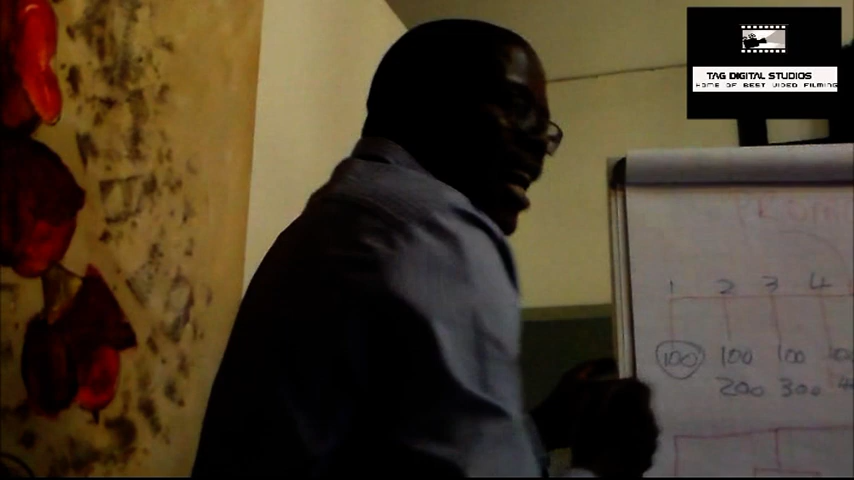 TAG DIGITAL STUDIOS
HOME OF BEST VIDEO FILMING
1 2 3 4
100 100 100
200 300